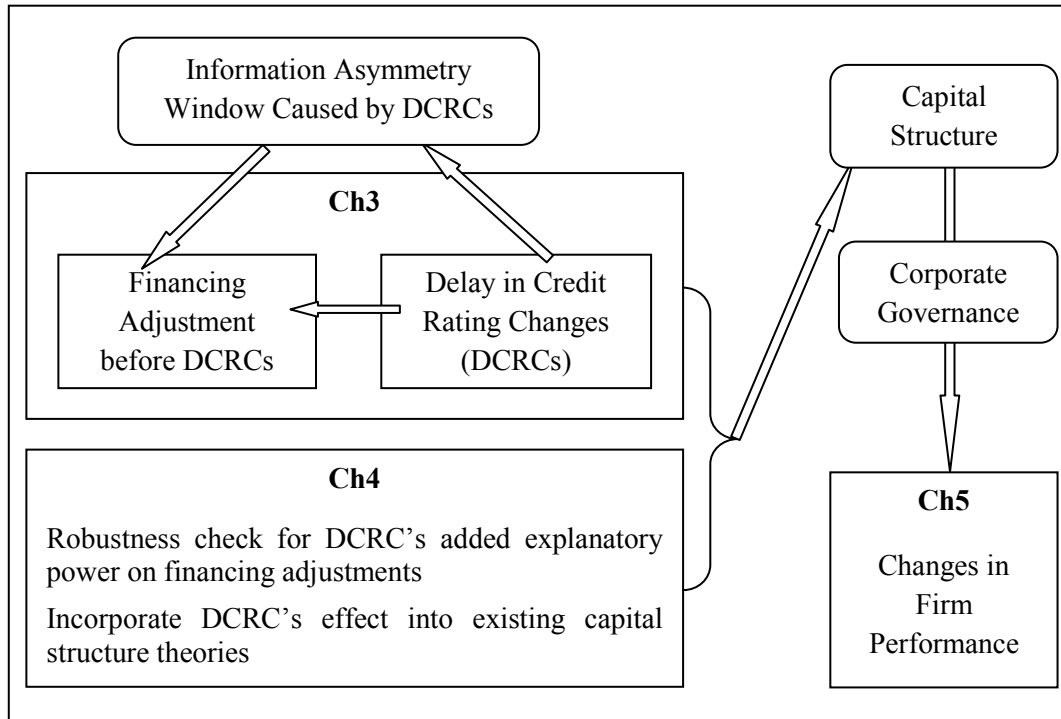 Information Asymmetry
Window Caused by DCRCs
Ch3
Financing
Adjustment
before DCRCs
Delay in Credit
Rating Changes
(DCRCs)
Ch4
Robustness check for DCRC’s added explanatory
power on financing adjustments
Incorporate DCRC’s effect into existing capital
structure theories
Capital
Structure
Corporate
Governance
Ch5
Changes in
Firm
Performance